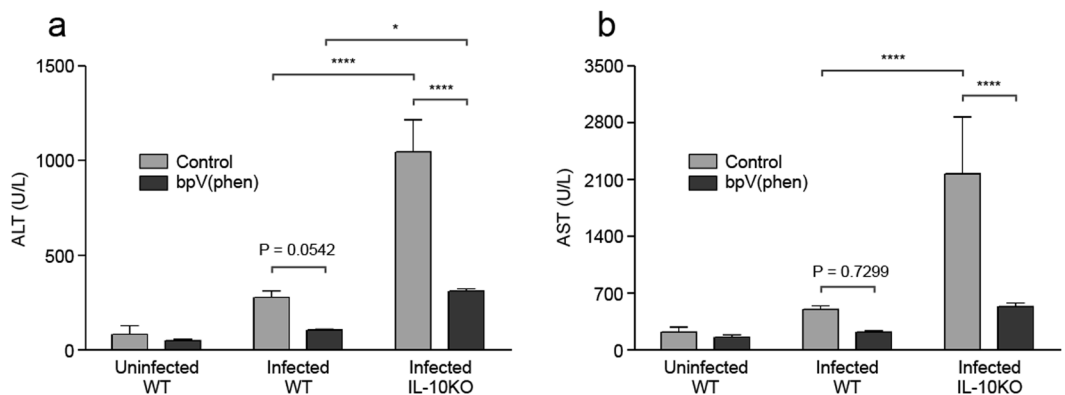 a
*
****
****
1500
1000
500
0
ALT (U/L)
Control
bpV(phen)
P = 0.0542
Uninfected
WT
Infected
WT
Infected
IL-10KO
b
****
****
3500
2800
2100
1400
700
0
AST (U/L)
Control
bpV(phen)
P = 0.7299
Uninfected
WT
Infected
WT
Infected
IL-10KO